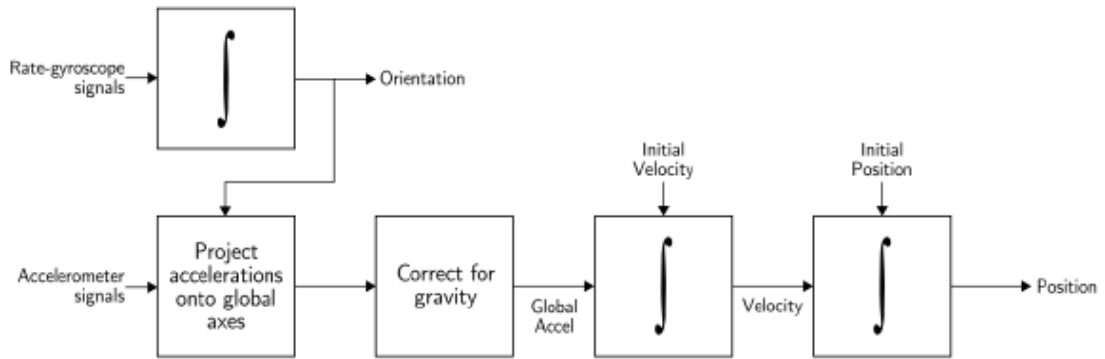 Rate-gyroscope
signals
∫
Orientation
Initial
Velocity
Initial
Position
Accelerometer
signals
Project
accelerations
onto global
axes
Correct for
gravity
Global
Accel
∫
Velocity
∫
Position